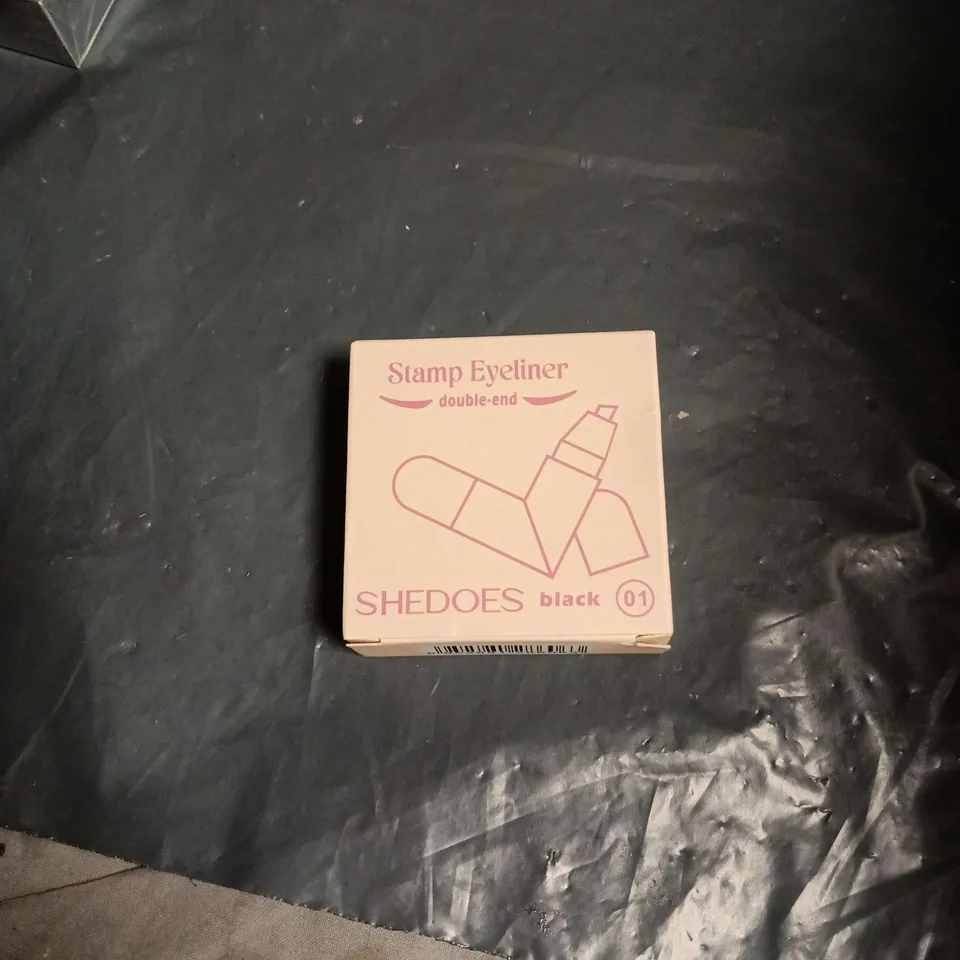 Stamp Eyeliner
double-end
SHEDOES black 01